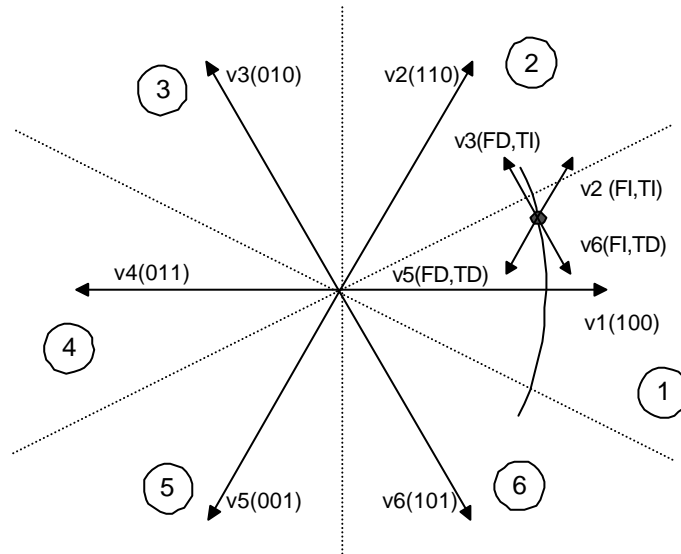 2
3
v3(010)
v2(110)
v3(FD,TI)
v2 (FI,TI)
v6(FI,TD)
v4(011)
v5(FD,TD)
v1(100)
4
1
5
6
v5(001)
v6(101)